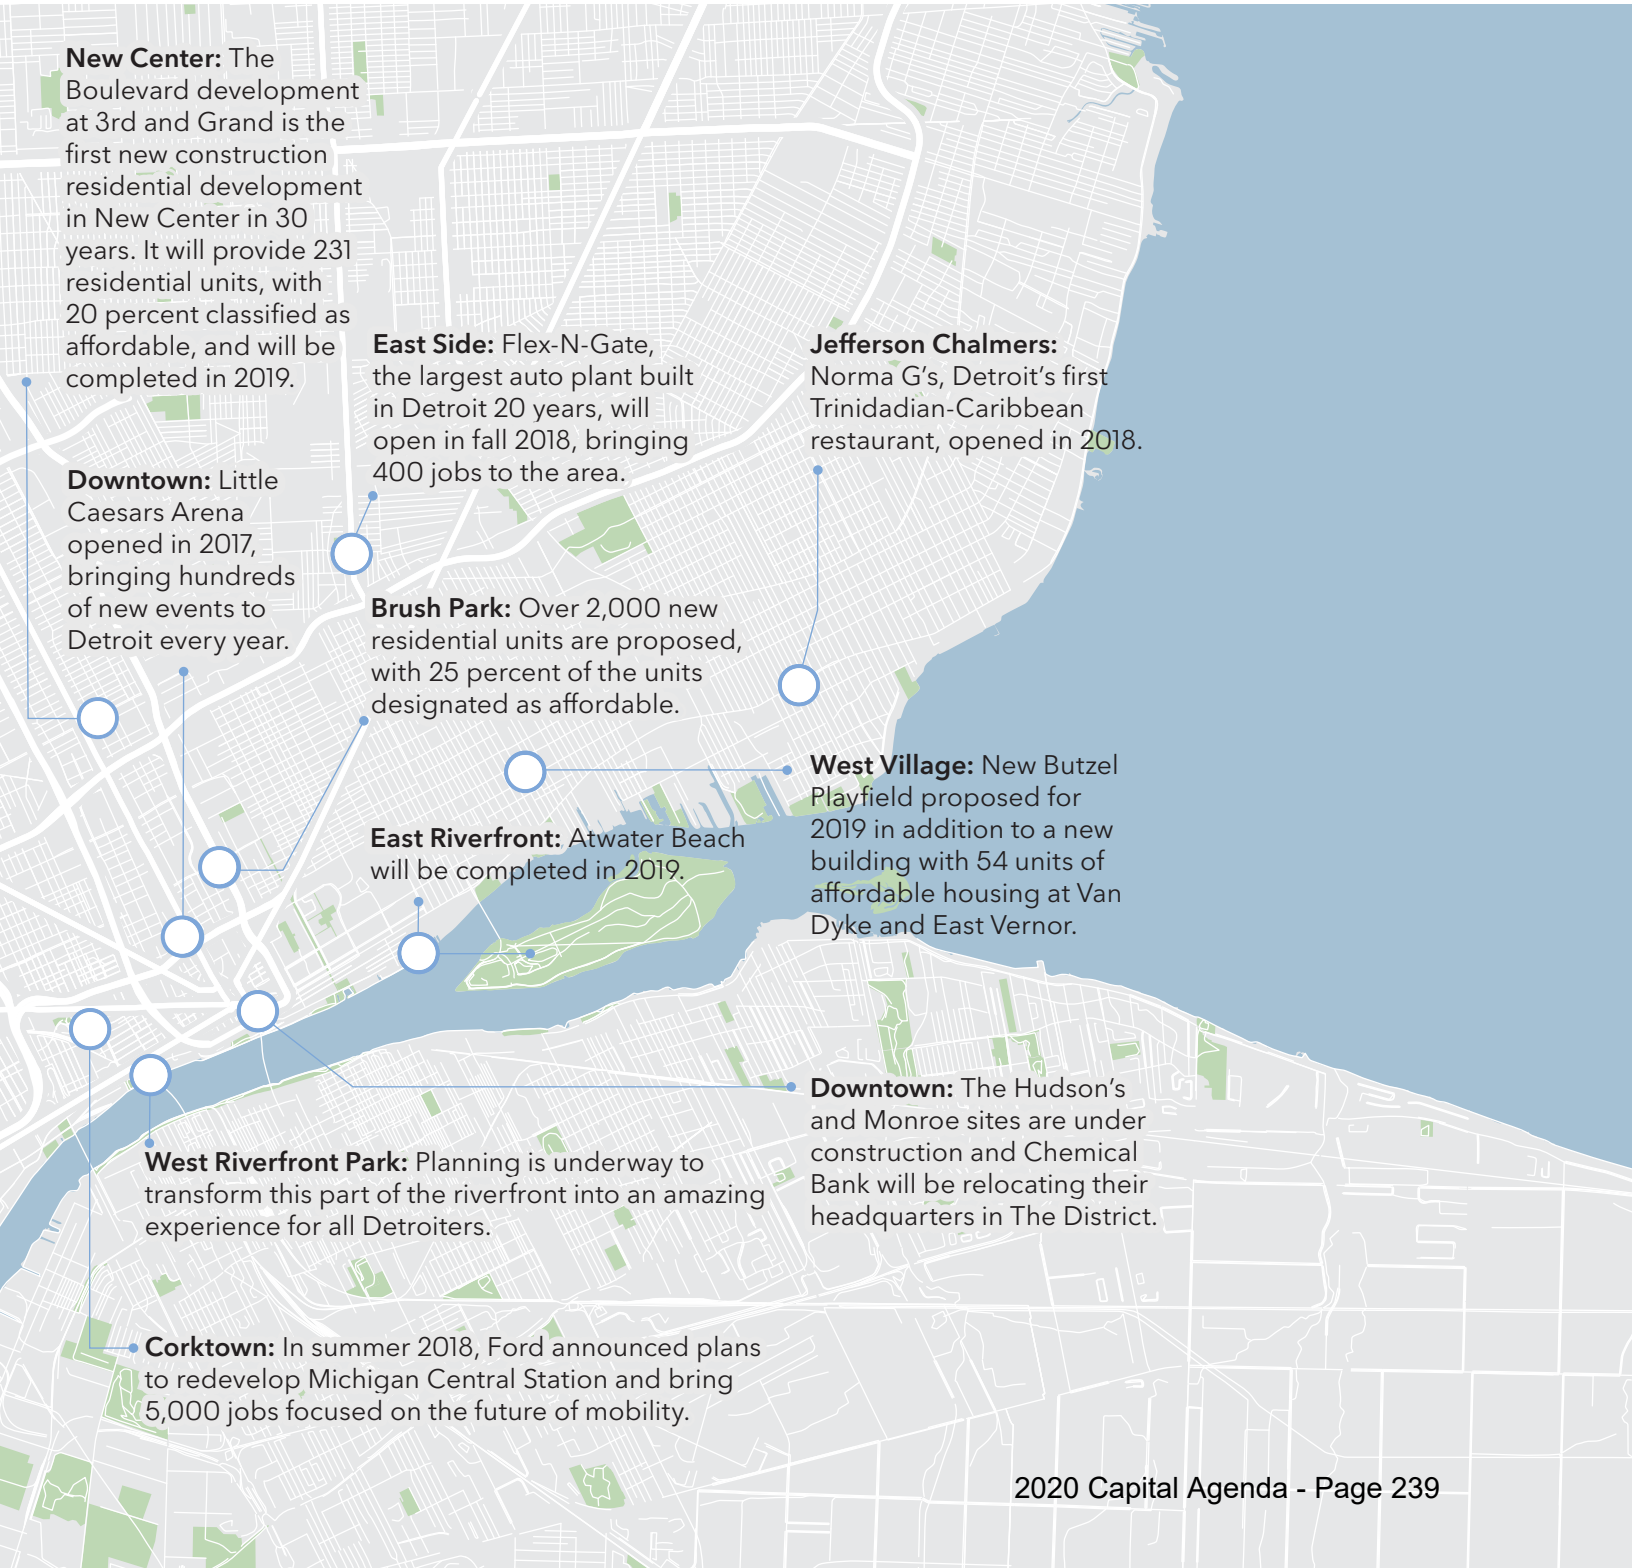 New Center: The
Boulevard development
at 3rd and Grand is the
first new construction
residential development
in New Center in 30
years. It will provide 231
residential units, with
20 percent classified as
affordable, and will be
completed in 2019.
East Side: Flex-N-Gate,
the largest auto plant built
in Detroit 20 years, will
open in fall 2018, bringing
400 jobs to the area.
Jefferson Chalmers:
Norma G’s, Detroit’s first
Trinidadian-Caribbean
restaurant, opened in 2018.
Downtown: Little
Caesars Arena
opened in 2017,
bringing hundreds
of new events to
Detroit every year.
Brush Park: Over 2,000 new
residential units are proposed,
with 25 percent of the units
designated as affordable.
West Village: New Butzel
Playfield proposed for
2019 in addition to a new
building with 54 units of
affordable housing at Van
Dyke and East Vernor.
East Riverfront: Atwater Beach
will be completed in 2019.
Downtown: The Hudson’s
and Monroe sites are under
construction and Chemical
Bank will be relocating their
headquarters in The District.
West Riverfront Park: Planning is underway to
transform this part of the riverfront into an amazing
experience for all Detroiters.
Corktown: In summer 2018, Ford announced plans
to redevelop Michigan Central Station and bring
5,000 jobs focused on the future of mobility.
2020 Capital Agenda - Page 239